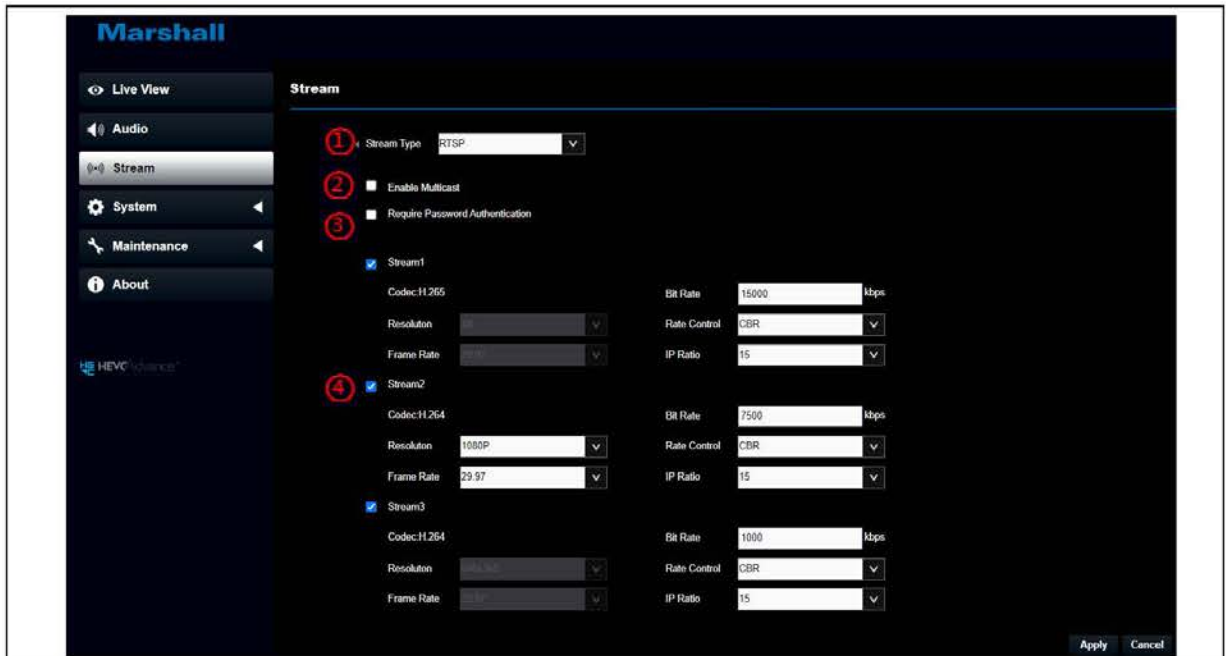 Marshall
Live View
Audio
Stream
System
Maintenance
About
HEVC Advance
Stream
① Stream Type RTSP
② Enable Multicast
③ Require Password Authentication
Stream1
Codec:H.265 Bit Rate 15000 kbps
Resoluton Rate Control CBR
Frame Rate IP Ratio 15
④ Stream2
Codec:H.264 Bit Rate 7500 kbps
Resoluton 1080P Rate Control CBR
Frame Rate 29.97 IP Ratio 15
Stream3
Codec:H.264 Bit Rate 1000 kbps
Resoluton Rate Control CBR
Frame Rate IP Ratio 15
Apply Cancel